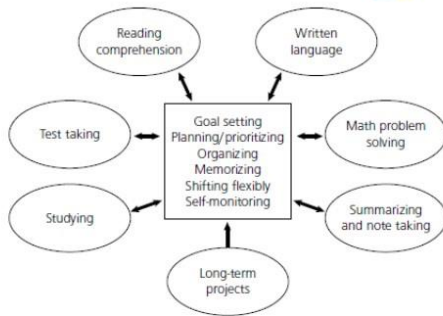 Reading
comprehension
Written
language
Test taking
Goal setting
Planning/prioritizing
Organizing
Memorizing
Shifting flexibly
Self-monitoring
Math problem
solving
Studying
Summarizing
and note taking
Long-term
projects